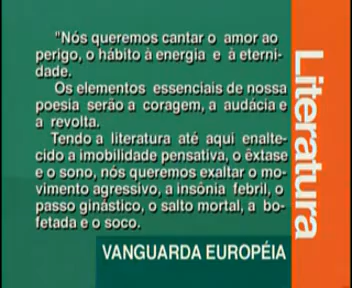 "Nós queremos cantar o amor ao
perigo, o hábito à energia e à eterni-
dade.
Os elementos essenciais de nossa
poesia serão a coragem, a audácia e
a revolta.
Tendo a literatura até aqui enalte-
cido a imobilidade pensativa, o êxtase
e o sono, nós queremos exaltar o mo-
vimento agressivo, a insônia febril, o
passo ginástico, o salto mortal, a bo-
fetada e o soco.
VANGUARDA EUROPÉIA
Literatura